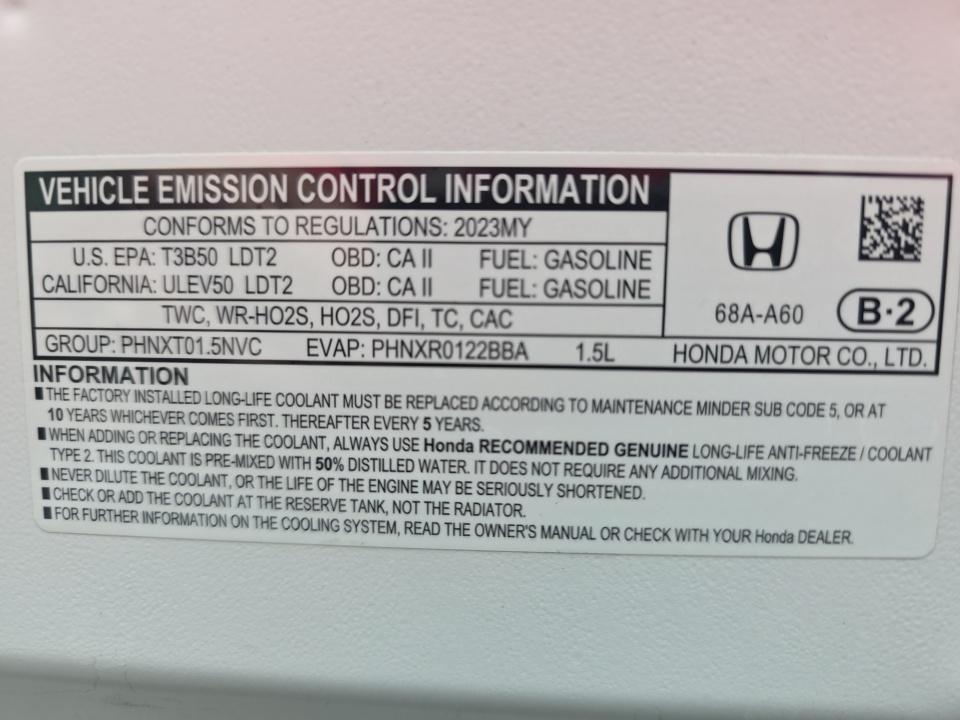 VEHICLE EMISSION CONTROL INFORMATION
CONFORMS TO REGULATIONS: 2023MY
U.S. EPA: T3B50 LDT2 OBD: CA II FUEL: GASOLINE
CALIFORNIA: ULEV50 LDT2 OBD: CA II FUEL: GASOLINE
TWC, WR-HO2S, HO2S, DFI, TC, CAC
68A-A60 B·2
GROUP: PHNXT01.5NVC EVAP: PHNXR0122BBA 1.5L HONDA MOTOR CO., LTD.
INFORMATION
■ THE FACTORY INSTALLED LONG-LIFE COOLANT MUST BE REPLACED ACCORDING TO MAINTENANCE MINDER SUB CODE 5, OR AT
10 YEARS WHICHEVER COMES FIRST. THEREAFTER EVERY 5 YEARS.
■ WHEN ADDING OR REPLACING THE COOLANT, ALWAYS USE Honda RECOMMENDED GENUINE LONG-LIFE ANTI-FREEZE / COOLANT
TYPE 2. THIS COOLANT IS PRE-MIXED WITH 50% DISTILLED WATER. IT DOES NOT REQUIRE ANY ADDITIONAL MIXING.
■ NEVER DILUTE THE COOLANT, OR THE LIFE OF THE ENGINE MAY BE SERIOUSLY SHORTENED.
■ CHECK OR ADD THE COOLANT AT THE RESERVE TANK, NOT THE RADIATOR.
■ FOR FURTHER INFORMATION ON THE COOLING SYSTEM, READ THE OWNER'S MANUAL OR CHECK WITH YOUR Honda DEALER.